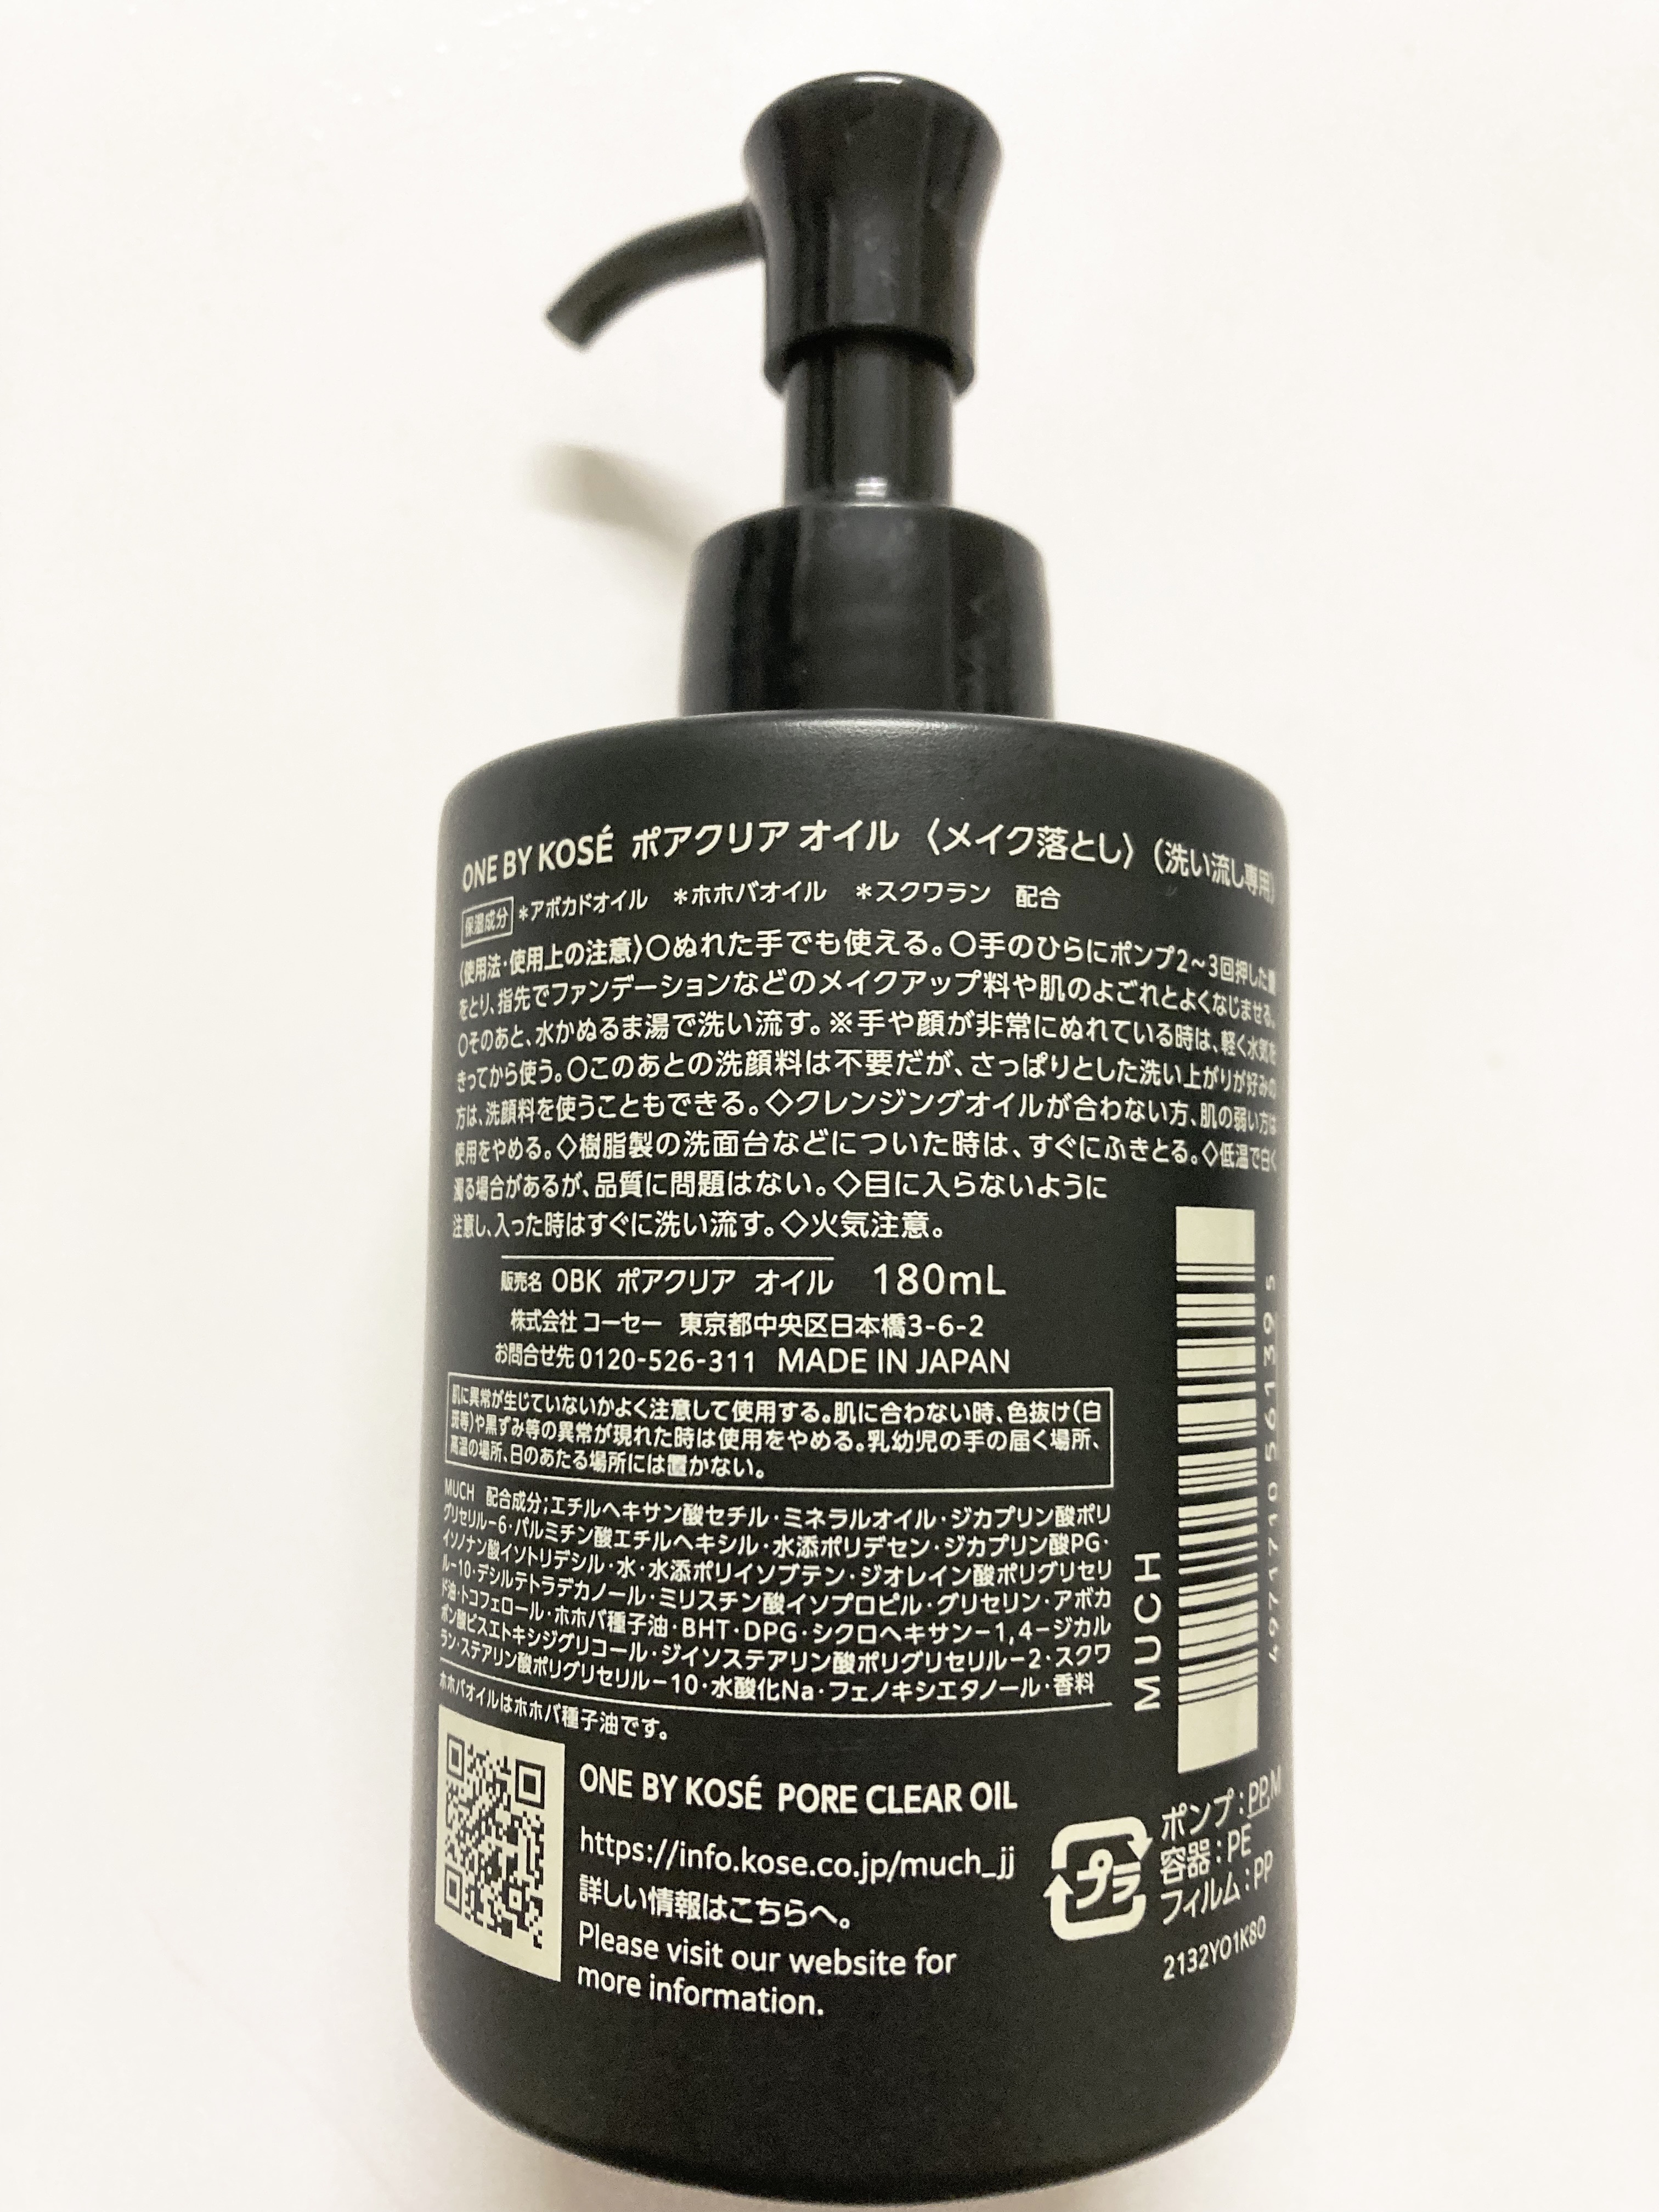 ONE BY KOSÉ ポアクリア オイル 〈メイク落とし〉(洗い流し専用)
保湿成分 *アボカドオイル *ホホバオイル *スクワラン 配合
〈使用法・使用上の注意〉〇ぬれた手でも使える。〇手のひらにポンプ2~3回押した量
をとり、指先でファンデーションなどのメイクアップ料や肌のよごれとよくなじませる。
〇そのあと、水かぬるま湯で洗い流す。※手や顔が非常にぬれている時は、軽く水気を
きってから使う。〇このあとの洗顔料は不要だが、さっぱりとした洗い上がりが好みの
方は、洗顔料を使うこともできる。◇クレンジングオイルが合わない方、肌の弱い方は
使用をやめる。◇樹脂製の洗面台などについた時は、すぐにふきとる。◇低温で白く
濁る場合があるが、品質に問題はない。◇目に入らないように
注意し、入った時はすぐに洗い流す。◇火気注意。
販売名 OBK ポアクリア オイル 180mL
株式会社 コーセー 東京都中央区日本橋3-6-2
お問合せ先 0120-526-311 MADE IN JAPAN
肌に異常が生じていないかよく注意して使用する。肌に合わない時、色抜け(白
斑等)や黒ずみ等の異常が現れた時は使用をやめる。乳幼児の手の届く場所、
高温の場所、日のあたる場所には置かない。
MUCH 配合成分;エチルヘキサン酸セチル・ミネラルオイル・ジカプリン酸ポリ
グリセリル-6・パルミチン酸エチルヘキシル・水添ポリデセン・ジカプリン酸PG・
イソノナン酸イソトリデシル・水・水添ポリイソブテン・ジオレイン酸ポリグリセリ
ル-10・デシルテトラデカノール・ミリスチン酸イソプロピル・グリセリン・アボカ
ド油・トコフェロール・ホホバ種子油・BHT・DPG・シクロヘキサン-1,4-ジカル
ボン酸ビスエトキシジグリコール・ジイソステアリン酸ポリグリセリル-2・スクワ
ラン・ステアリン酸ポリグリセリル-10・水酸化Na・フェノキシエタノール・香料
ホホバオイルはホホバ種子油です。
MUCH
4971710561395
ONE BY KOSÉ PORE CLEAR OIL
https://info.kose.co.jp/much_jj
詳しい情報はこちらへ。
Please visit our website for
more information.
プラ
ポンプ:PP,M
容器:PE
フィルム:PP
2132Y01K80